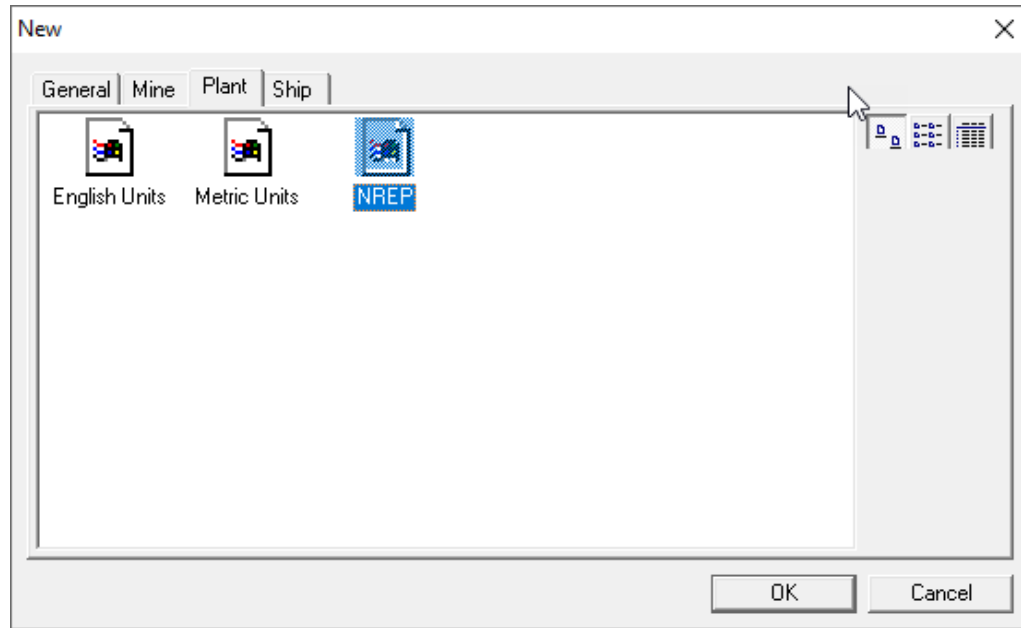 New
General Mine Plant Ship
English Units Metric Units NREP
OK Cancel